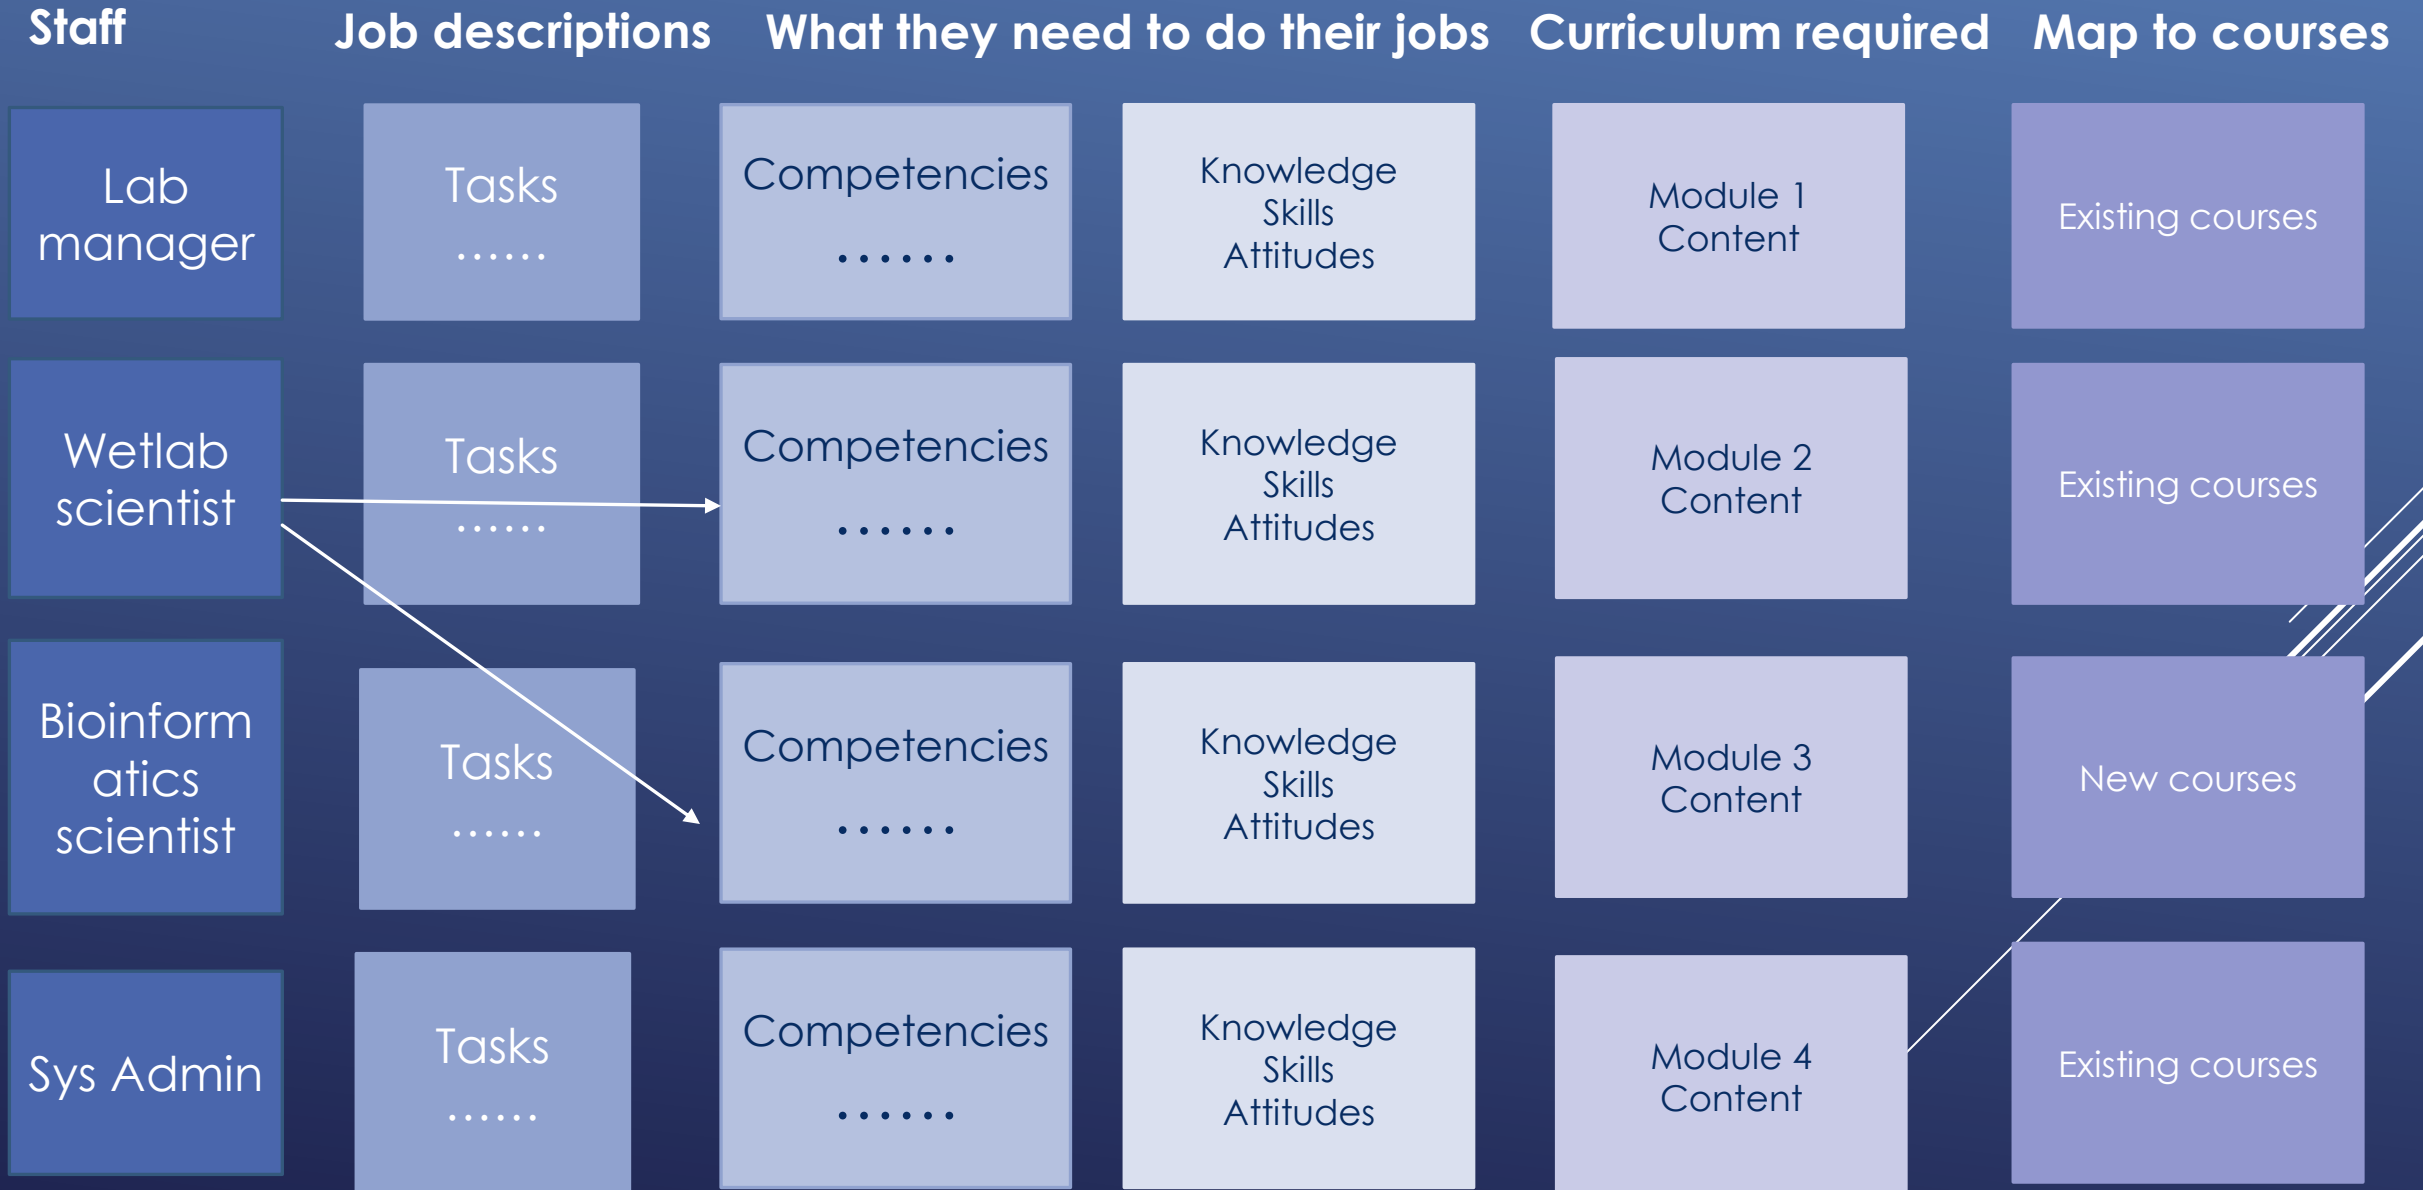 Staff
Job descriptions
What they need to do their jobs
Curriculum required
Map to courses
Lab
manager
Tasks
......
Competencies
......
Knowledge
Skills
Attitudes
Module 1
Content
Existing courses
Wetlab
scientist
Tasks
......
Competencies
......
Knowledge
Skills
Attitudes
Module 2
Content
Existing courses
Bioinform
atics
scientist
Tasks
......
Competencies
......
Knowledge
Skills
Attitudes
Module 3
Content
New courses
Sys Admin
Tasks
......
Competencies
......
Knowledge
Skills
Attitudes
Module 4
Content
Existing courses